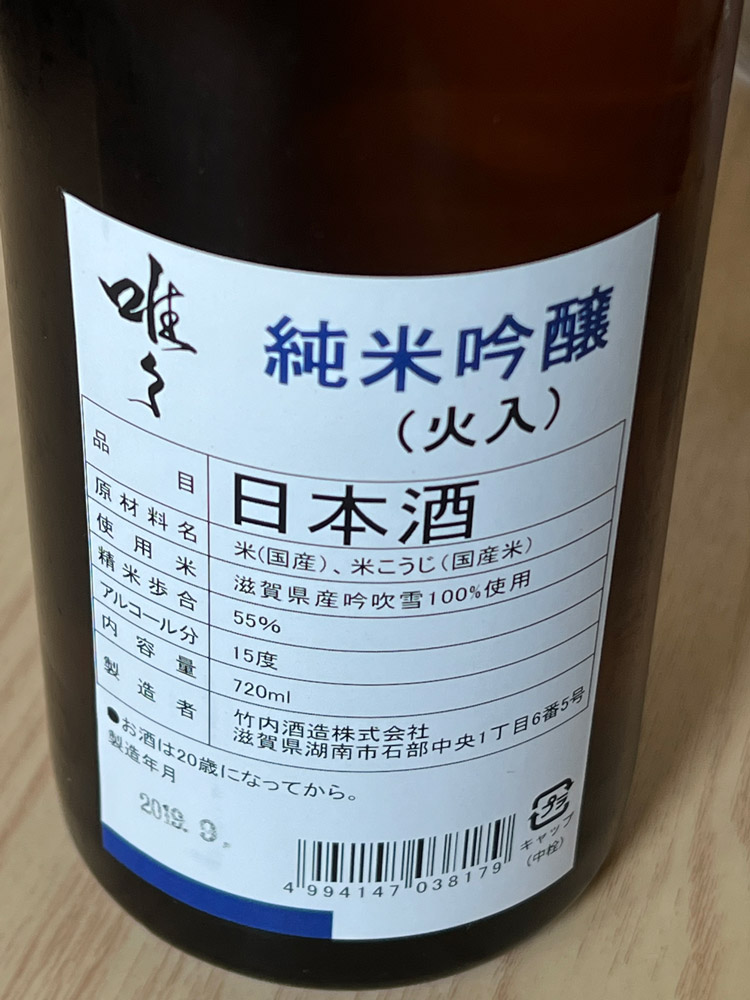 唯々
純米吟醸
(火入)
品目 日本酒
原材料名 米(国産)、米こうじ(国産米)
使用米 滋賀県産吟吹雪100%使用
精米歩合 55%
アルコール分 15度
内容量 720ml
製造者 竹内酒造株式会社
滋賀県湖南市石部中央1丁目6番5号
●お酒は20歳になってから。
製造年月
2019. 9,
4 994147 038179
プラ
キャップ
(中栓)